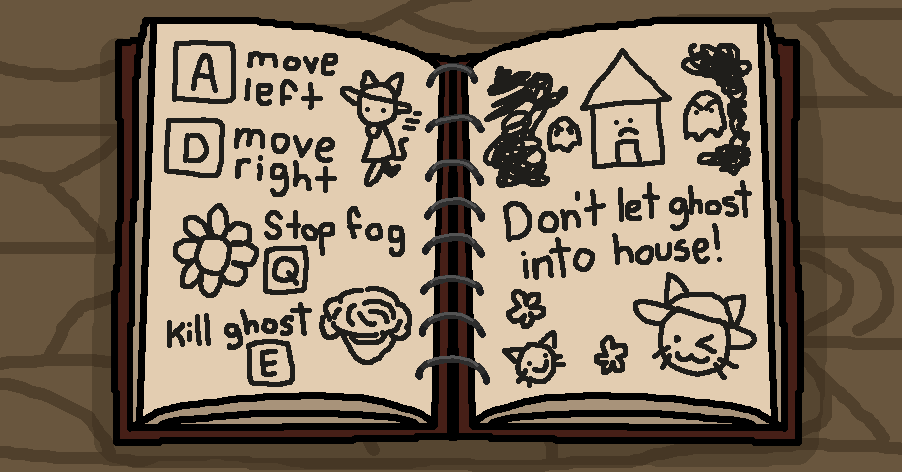 A move
left
D move
right
Stop fog
Q
kill ghost
E
Don't let ghost
into house!